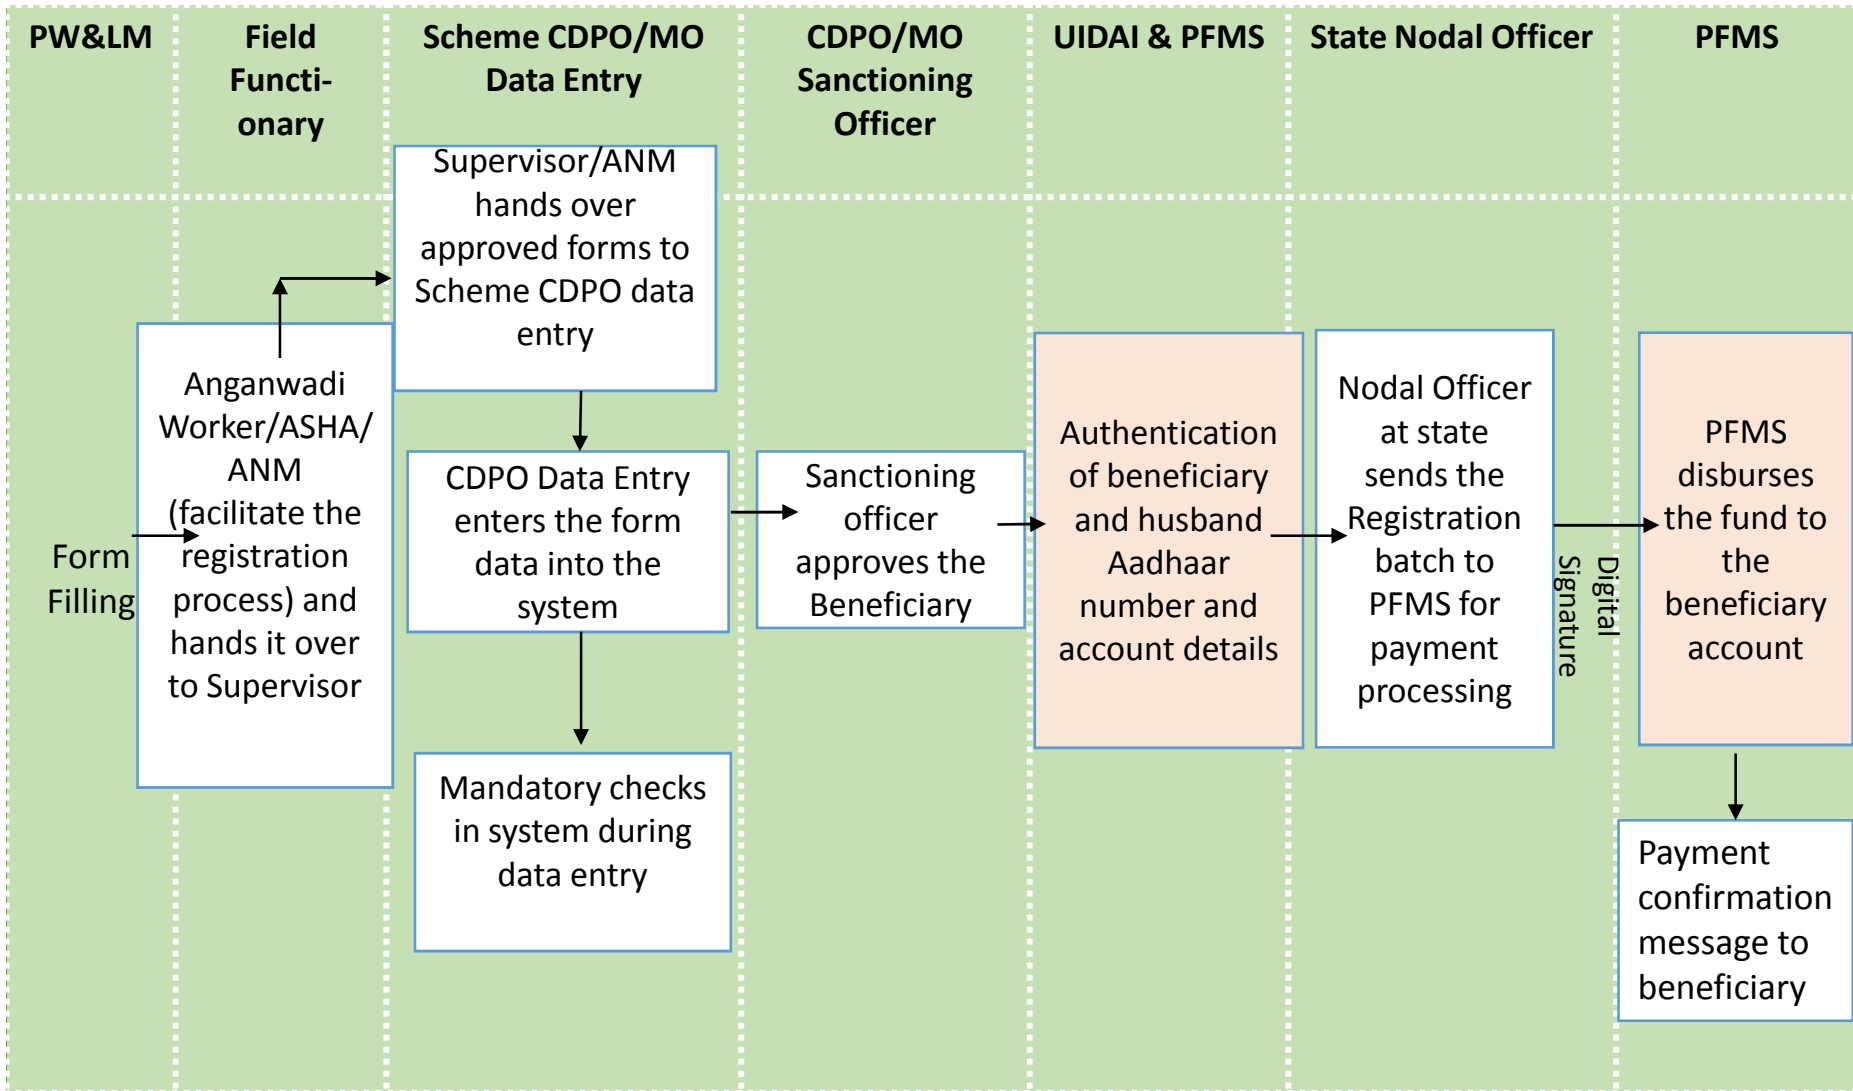 PW&LM
Field
Functi-
onary
Scheme CDPO/MO
Data Entry
CDPO/MO
Sanctioning
Officer
UIDAI & PFMS
State Nodal Officer
PFMS
Form
Filling
Anganwadi
Worker/ASHA/
ANM
(facilitate the
registration
process) and
hands it over
to Supervisor
Supervisor/ANM
hands over
approved forms to
Scheme CDPO data
entry
CDPO Data Entry
enters the form
data into the
system
Mandatory checks
in system during
data entry
Sanctioning
officer
approves the
Beneficiary
Authentication
of beneficiary
and husband
Aadhaar
number and
account details
Nodal Officer
at state
sends the
Registration
batch to
PFMS for
payment
processing
Digitial
Signature
PFMS
disburses
the fund to
the
beneficiary
account
Payment
confirmation
message to
beneficiary